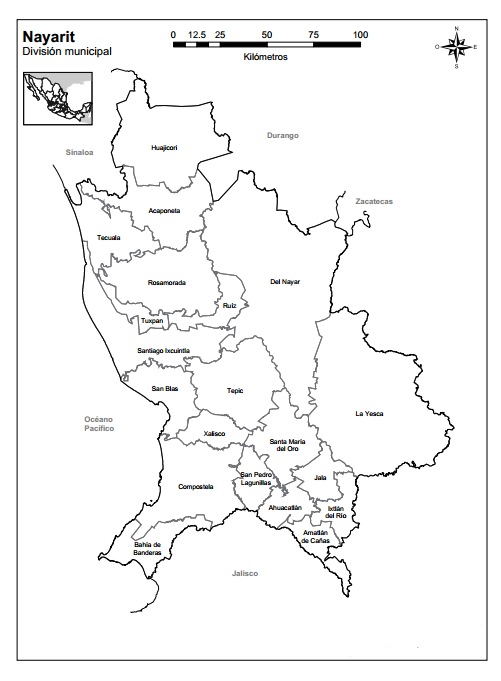 Nayarit
División municipal
0 12.5 25 50 75 100
Kilómetros
N
O
E
S
Durango
Sinaloa
Huajicori
Zacatecas
Acaponeta
Tecuala
Rosamorada
Del Nayar
Ruiz
Tuxpan
Santiago Ixcuintla
San Blas
Tepic
La Yesca
Océano
Pacífico
Xalisco
Santa María
del Oro
San Pedro
Lagunillas
Jala
Compostela
Ahuacatlán
Ixtlán
del Río
Amatlán
de Cañas
Bahía de
Banderas
Jalisco